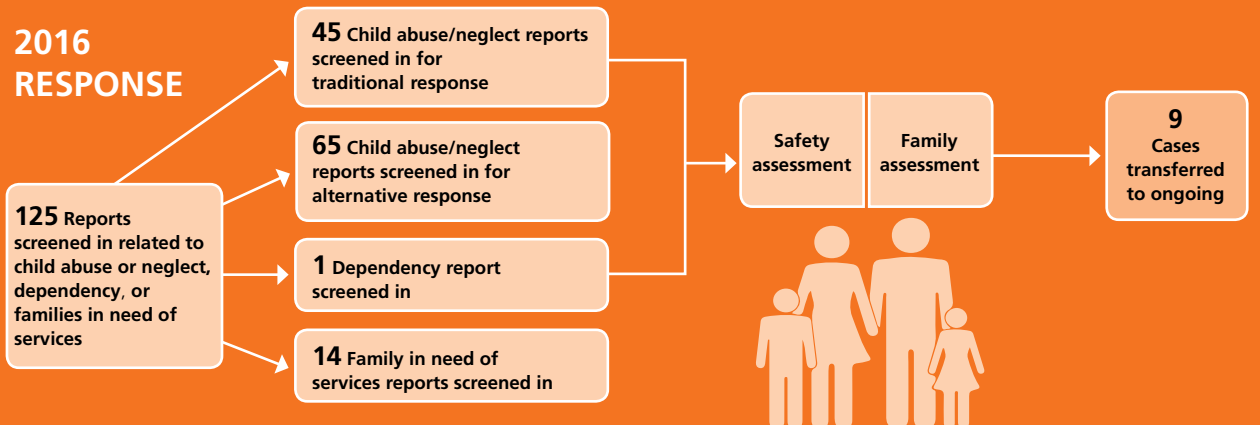 2016
RESPONSE
125 Reports
screened in related to
child abuse or neglect,
dependency, or
families in need of
services
45 Child abuse/neglect reports
screened in for
traditional response
65 Child abuse/neglect
reports screened in for
alternative response
1 Dependency report
screened in
14 Family in need of
services reports screened in
Safety
assessment
Family
assessment
9
Cases
transferred
to ongoing